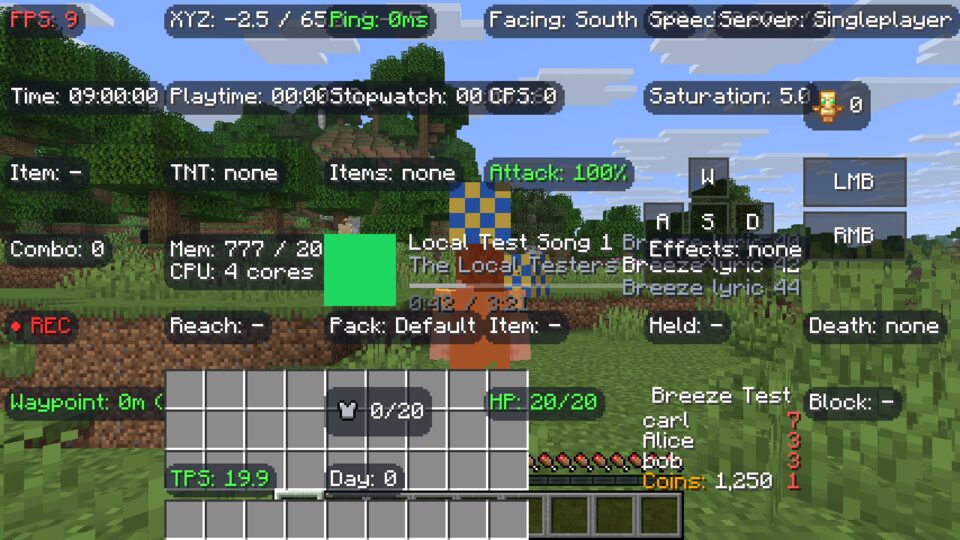 FPS: 9
XYZ: -2.5 / 65
Ping: 0ms
Facing: South
Speed
Server: Singleplayer
Time: 09:00:00
Playtime: 00:00
Stopwatch: 00
CPS: 0
Saturation: 5.0
0
Item: -
TNT: none
Items: none
Attack: 100%
W
LMB
A S D
RMB
Combo: 0
Mem: 777 / 20
CPU: 4 cores
Local Test Song 1
The Local Testers
0:42 / 3:21
Effects: none
Breeze lyric 42
Breeze lyric 44
REC
Reach: -
Pack: Default
Item: -
Held: -
Death: none
Waypoint: 0m (
0/20
HP: 20/20
Breeze Test
carl 7
Alice 3
bob 3
Coins: 1,250 1
Block: -
TPS: 19.9
Day: 0